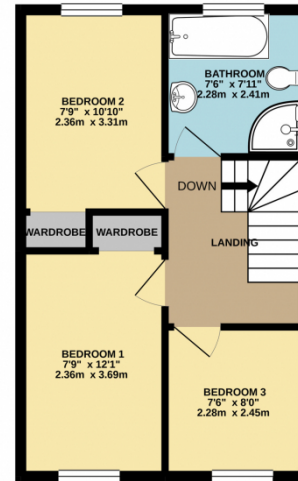 BEDROOM 2
7'9" x 10'10"
2.36m x 3.31m
BATHROOM
7'6" x 7'11"
2.28m x 2.41m
DOWN
WARDROBE
WARDROBE
LANDING
BEDROOM 1
7'9" x 12'1"
2.36m x 3.69m
BEDROOM 3
7'6" x 8'0"
2.28m x 2.45m